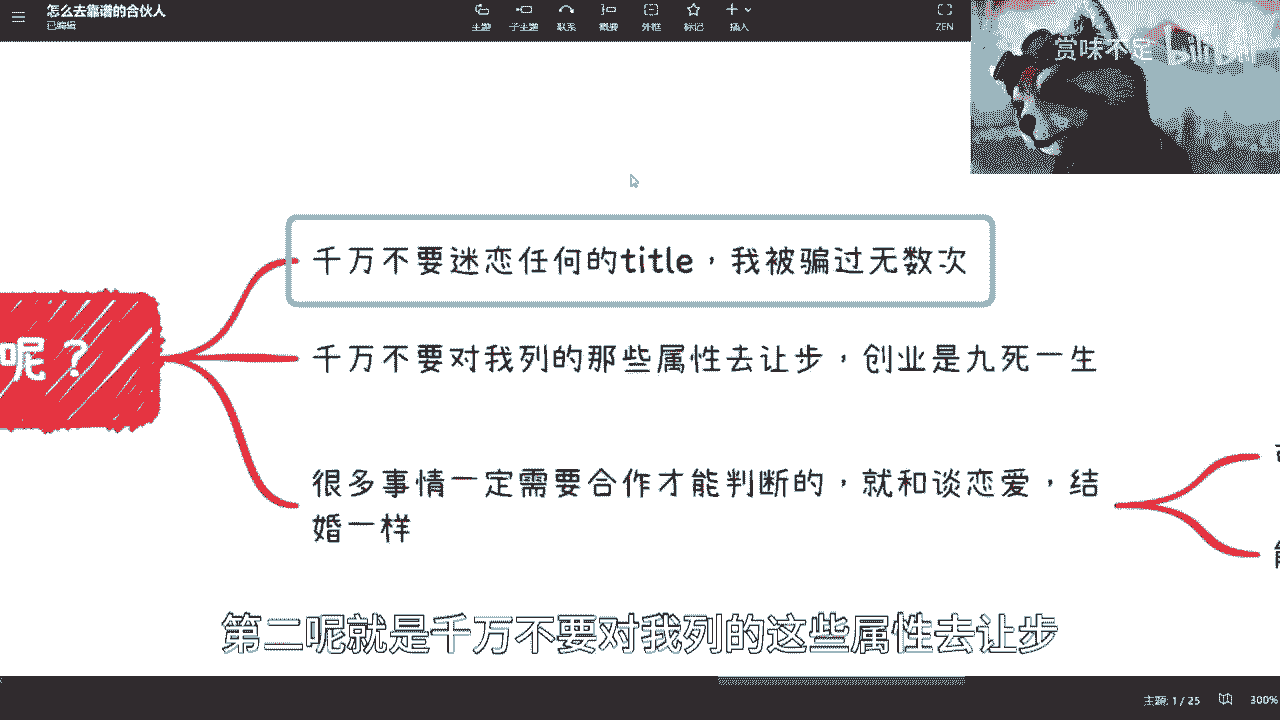 怎么去靠谱的合伙人
已编辑
主题
子主题
联系
概要
外框
标记
插入
ZEN
赏味不足 bilibili
千万不要迷恋任何的title，我被骗过无数次
呢？
千万不要对我列的那些属性去让步，创业是九死一生
很多事情一定需要合作才能判断的，就和谈恋爱，结
婚一样
第二呢就是千万不要对我列的这些属性去让步
主题: 1 / 25
300%